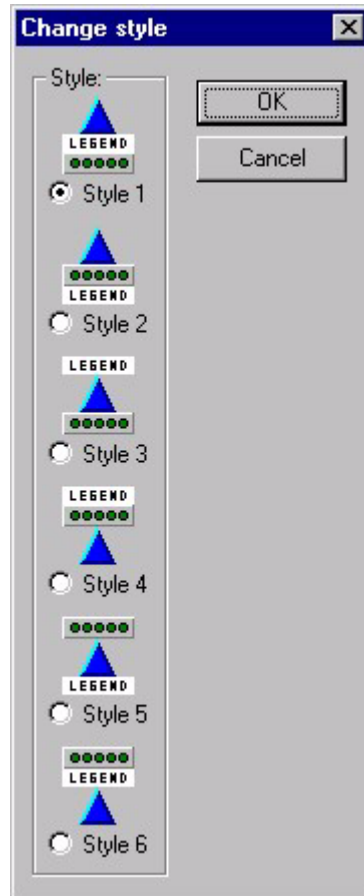 Change style
Style:
OK
Cancel
LEGEND
Style 1
LEGEND
Style 2
LEGEND
Style 3
LEGEND
Style 4
LEGEND
Style 5
LEGEND
Style 6